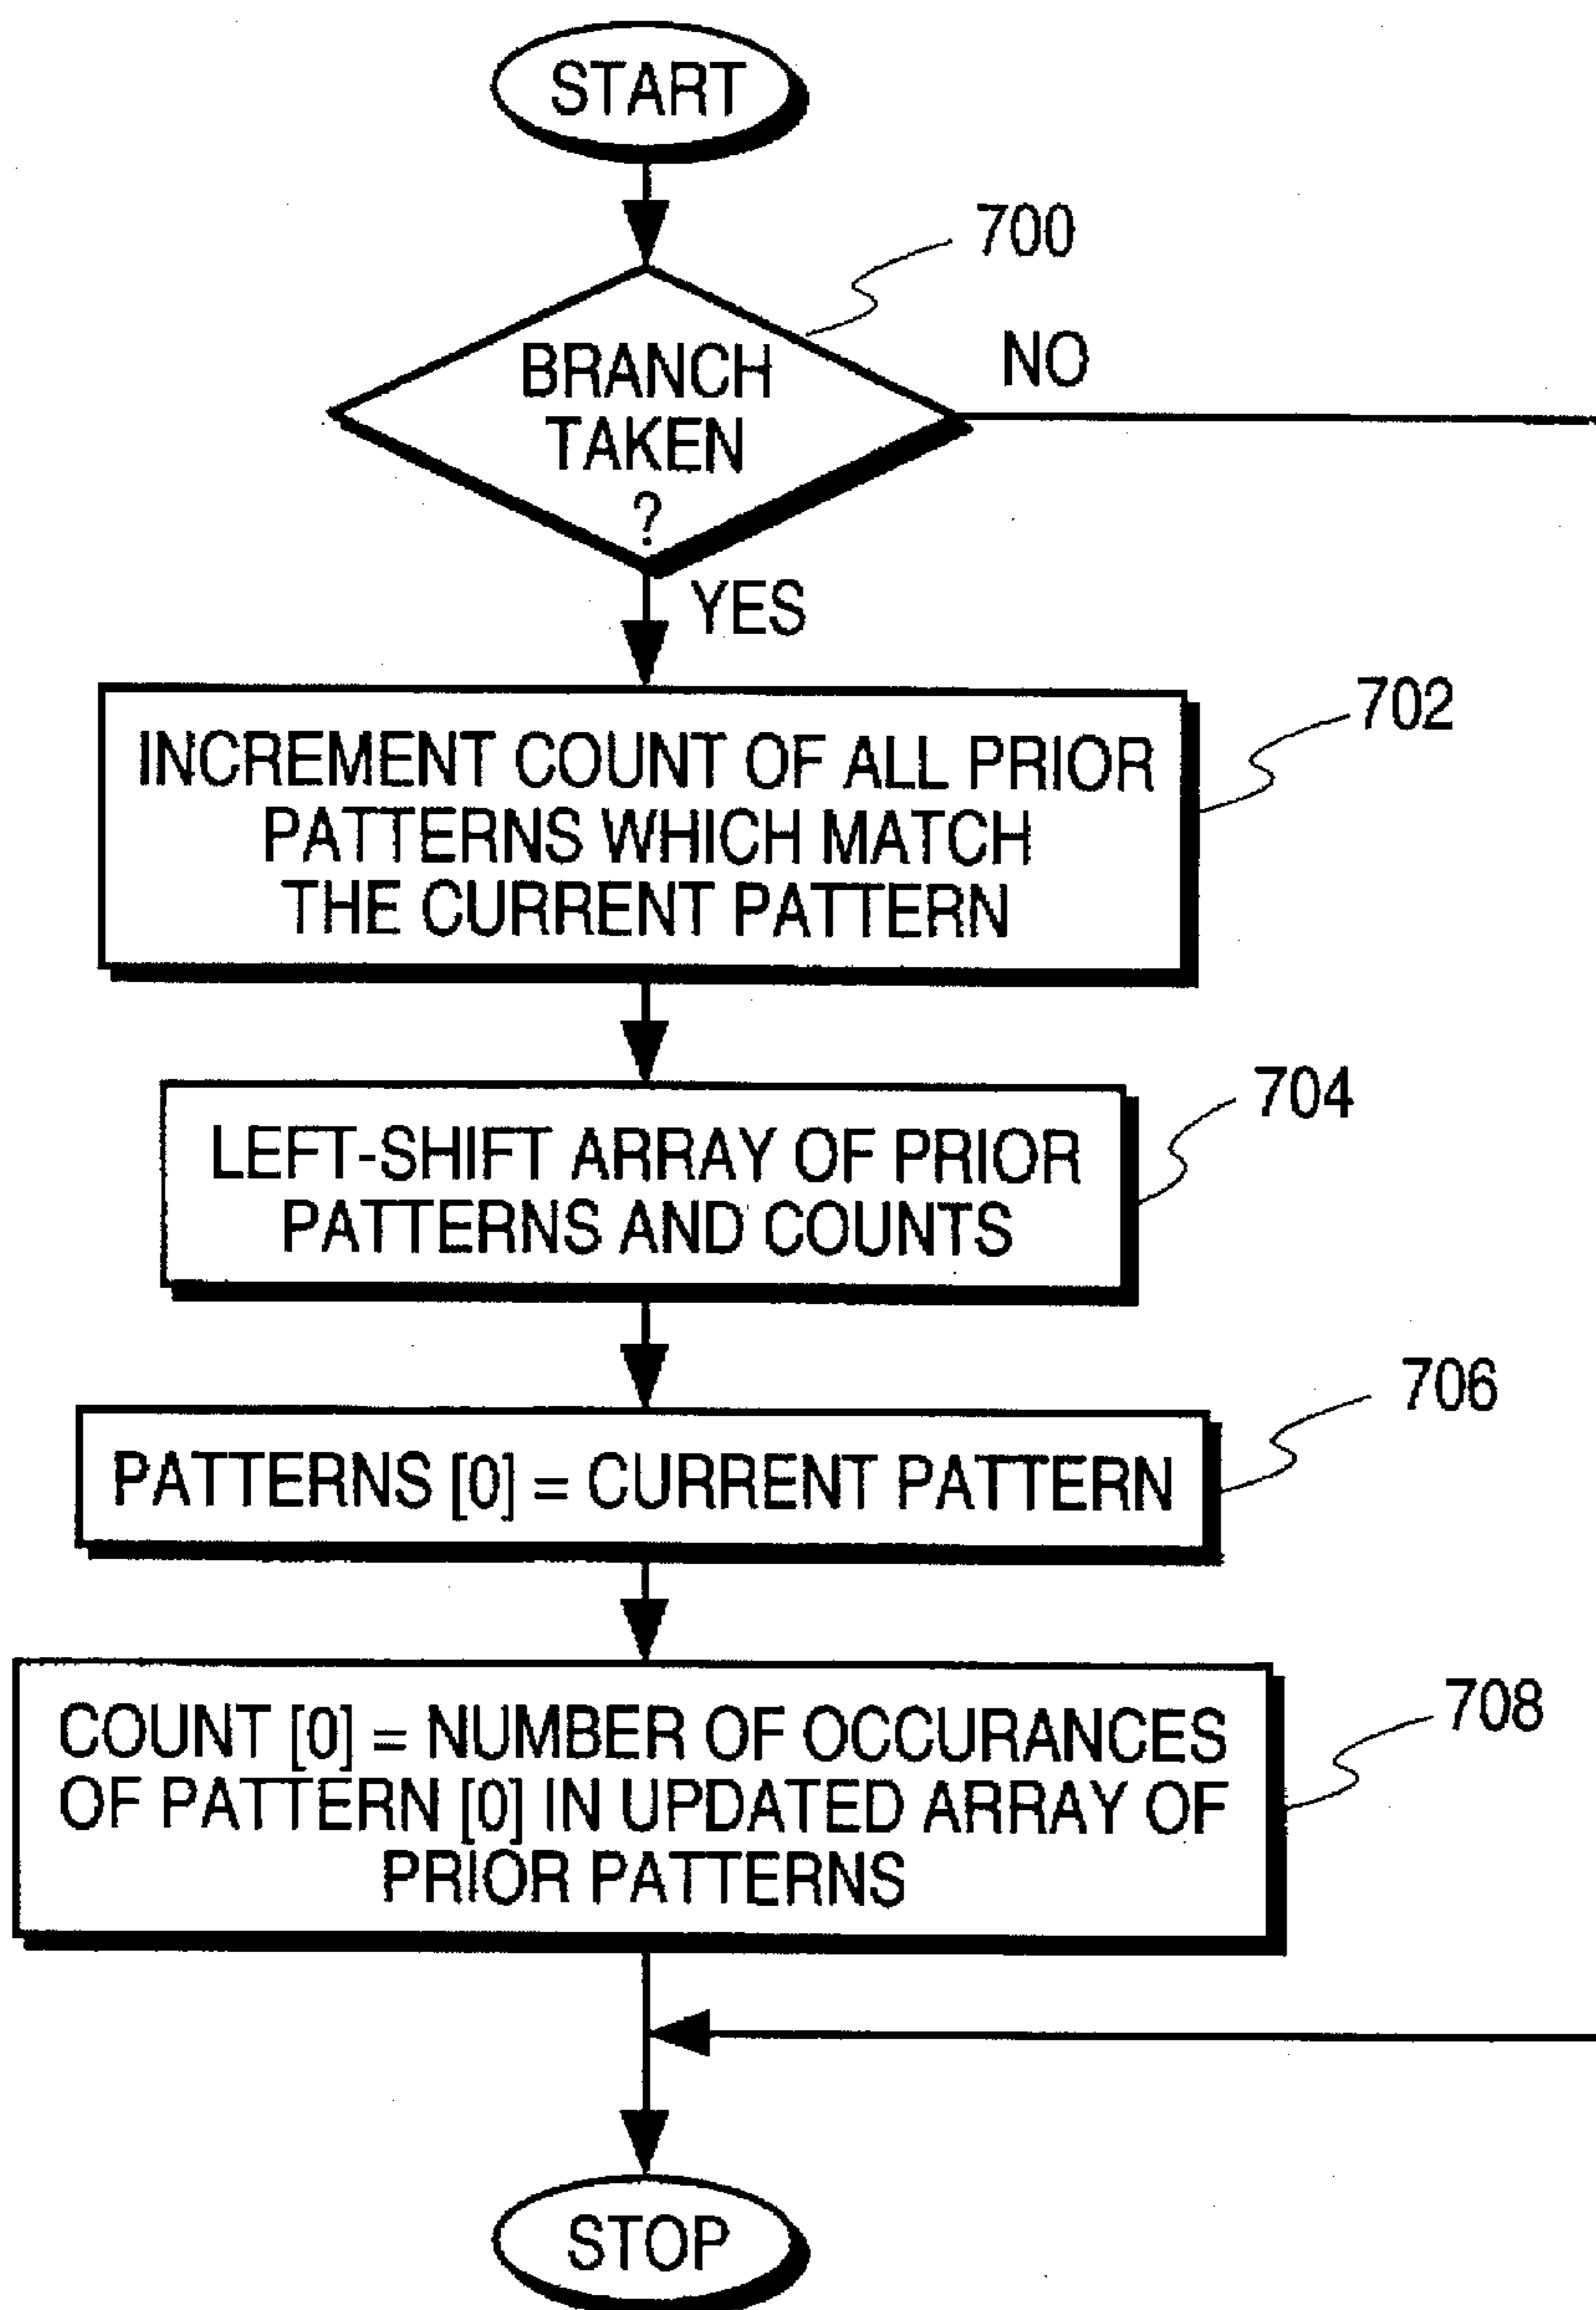 START
700
BRANCH
TAKEN
?
NO
YES
702
INCREMENT COUNT OF ALL PRIOR
PATTERNS WHICH MATCH
THE CURRENT PATTERN
704
LEFT-SHIFT ARRAY OF PRIOR
PATTERNS AND COUNTS
706
PATTERNS [0] = CURRENT PATTERN
708
COUNT [0] = NUMBER OF OCCURANCES
OF PATTERN [0] IN UPDATED ARRAY OF
PRIOR PATTERNS
STOP